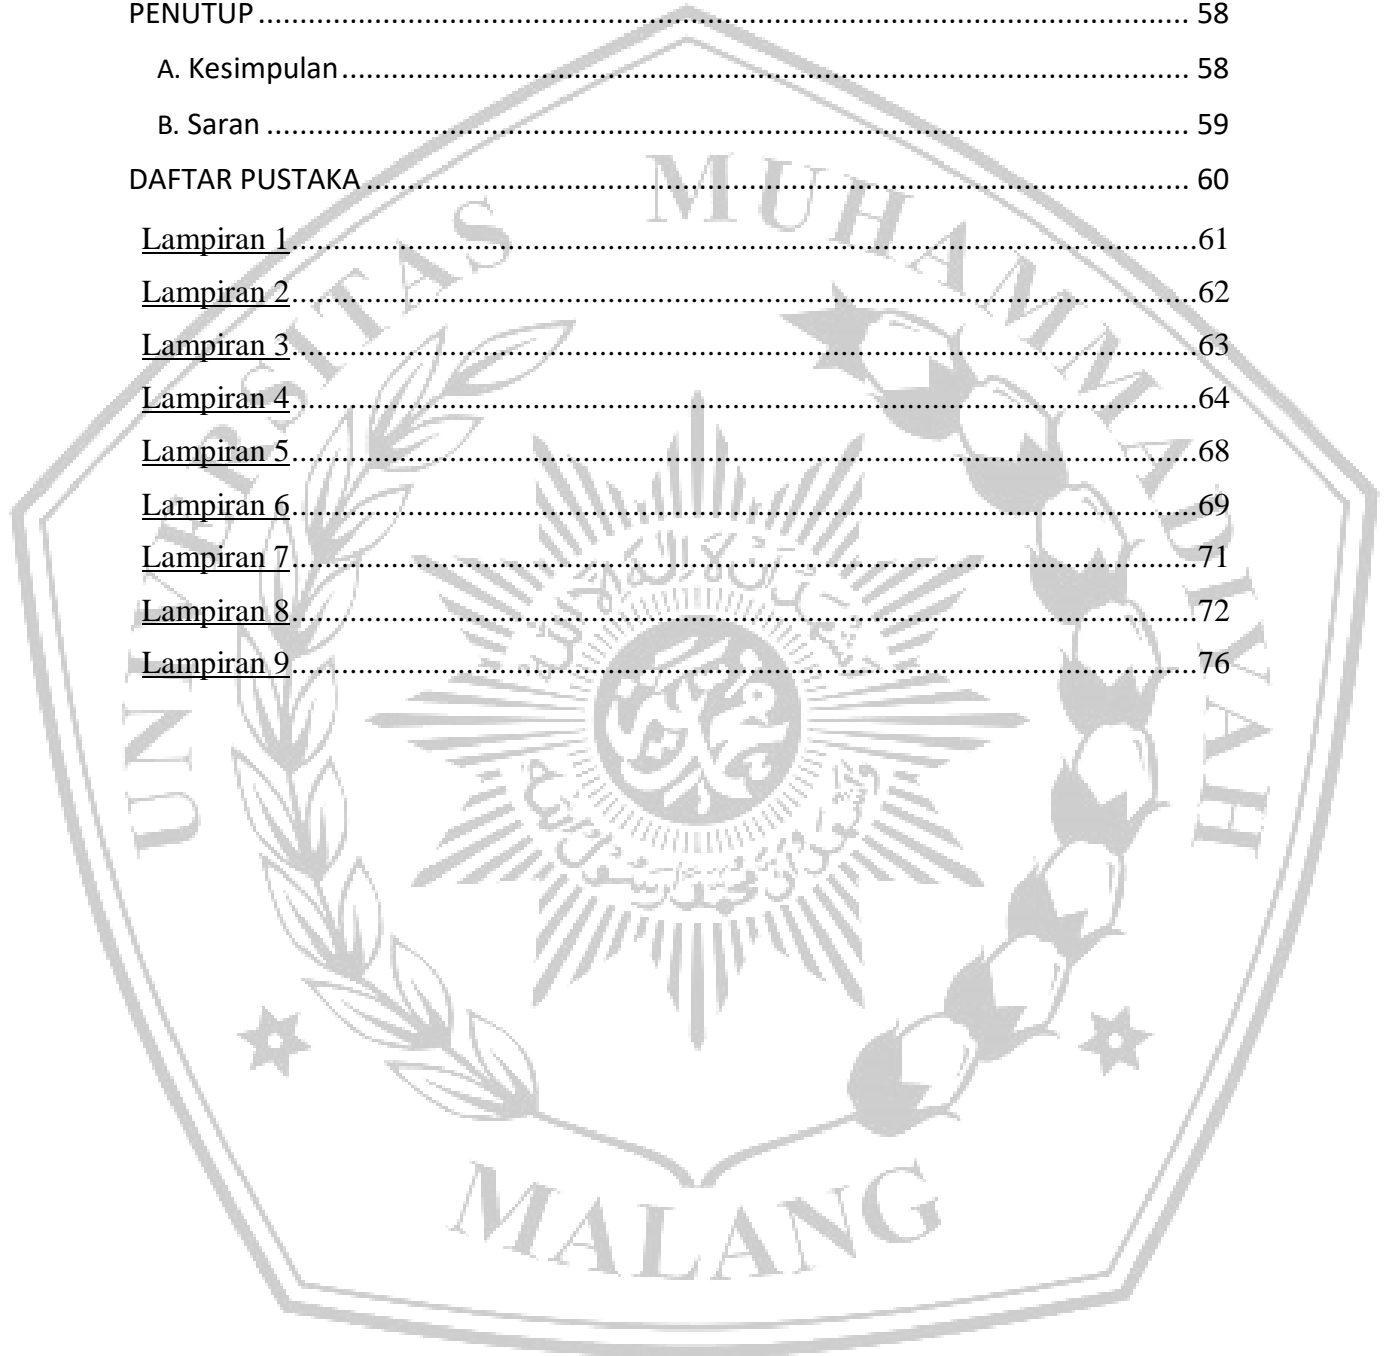 PENUTUP................................................................................................................ 58
A. Kesimpulan...................................................................................................... 58
B. Saran............................................................................................................... 59
DAFTAR PUSTAKA.................................................................................................... 60
Lampiran 1.................................................................................................................61
Lampiran 2.................................................................................................................62
Lampiran 3.................................................................................................................63
Lampiran 4.................................................................................................................64
Lampiran 5.................................................................................................................68
Lampiran 6.................................................................................................................69
Lampiran 7.................................................................................................................71
Lampiran 8.................................................................................................................72
Lampiran 9.................................................................................................................76
UNIVERSITAS MUHAMMADIYAH
MALANG